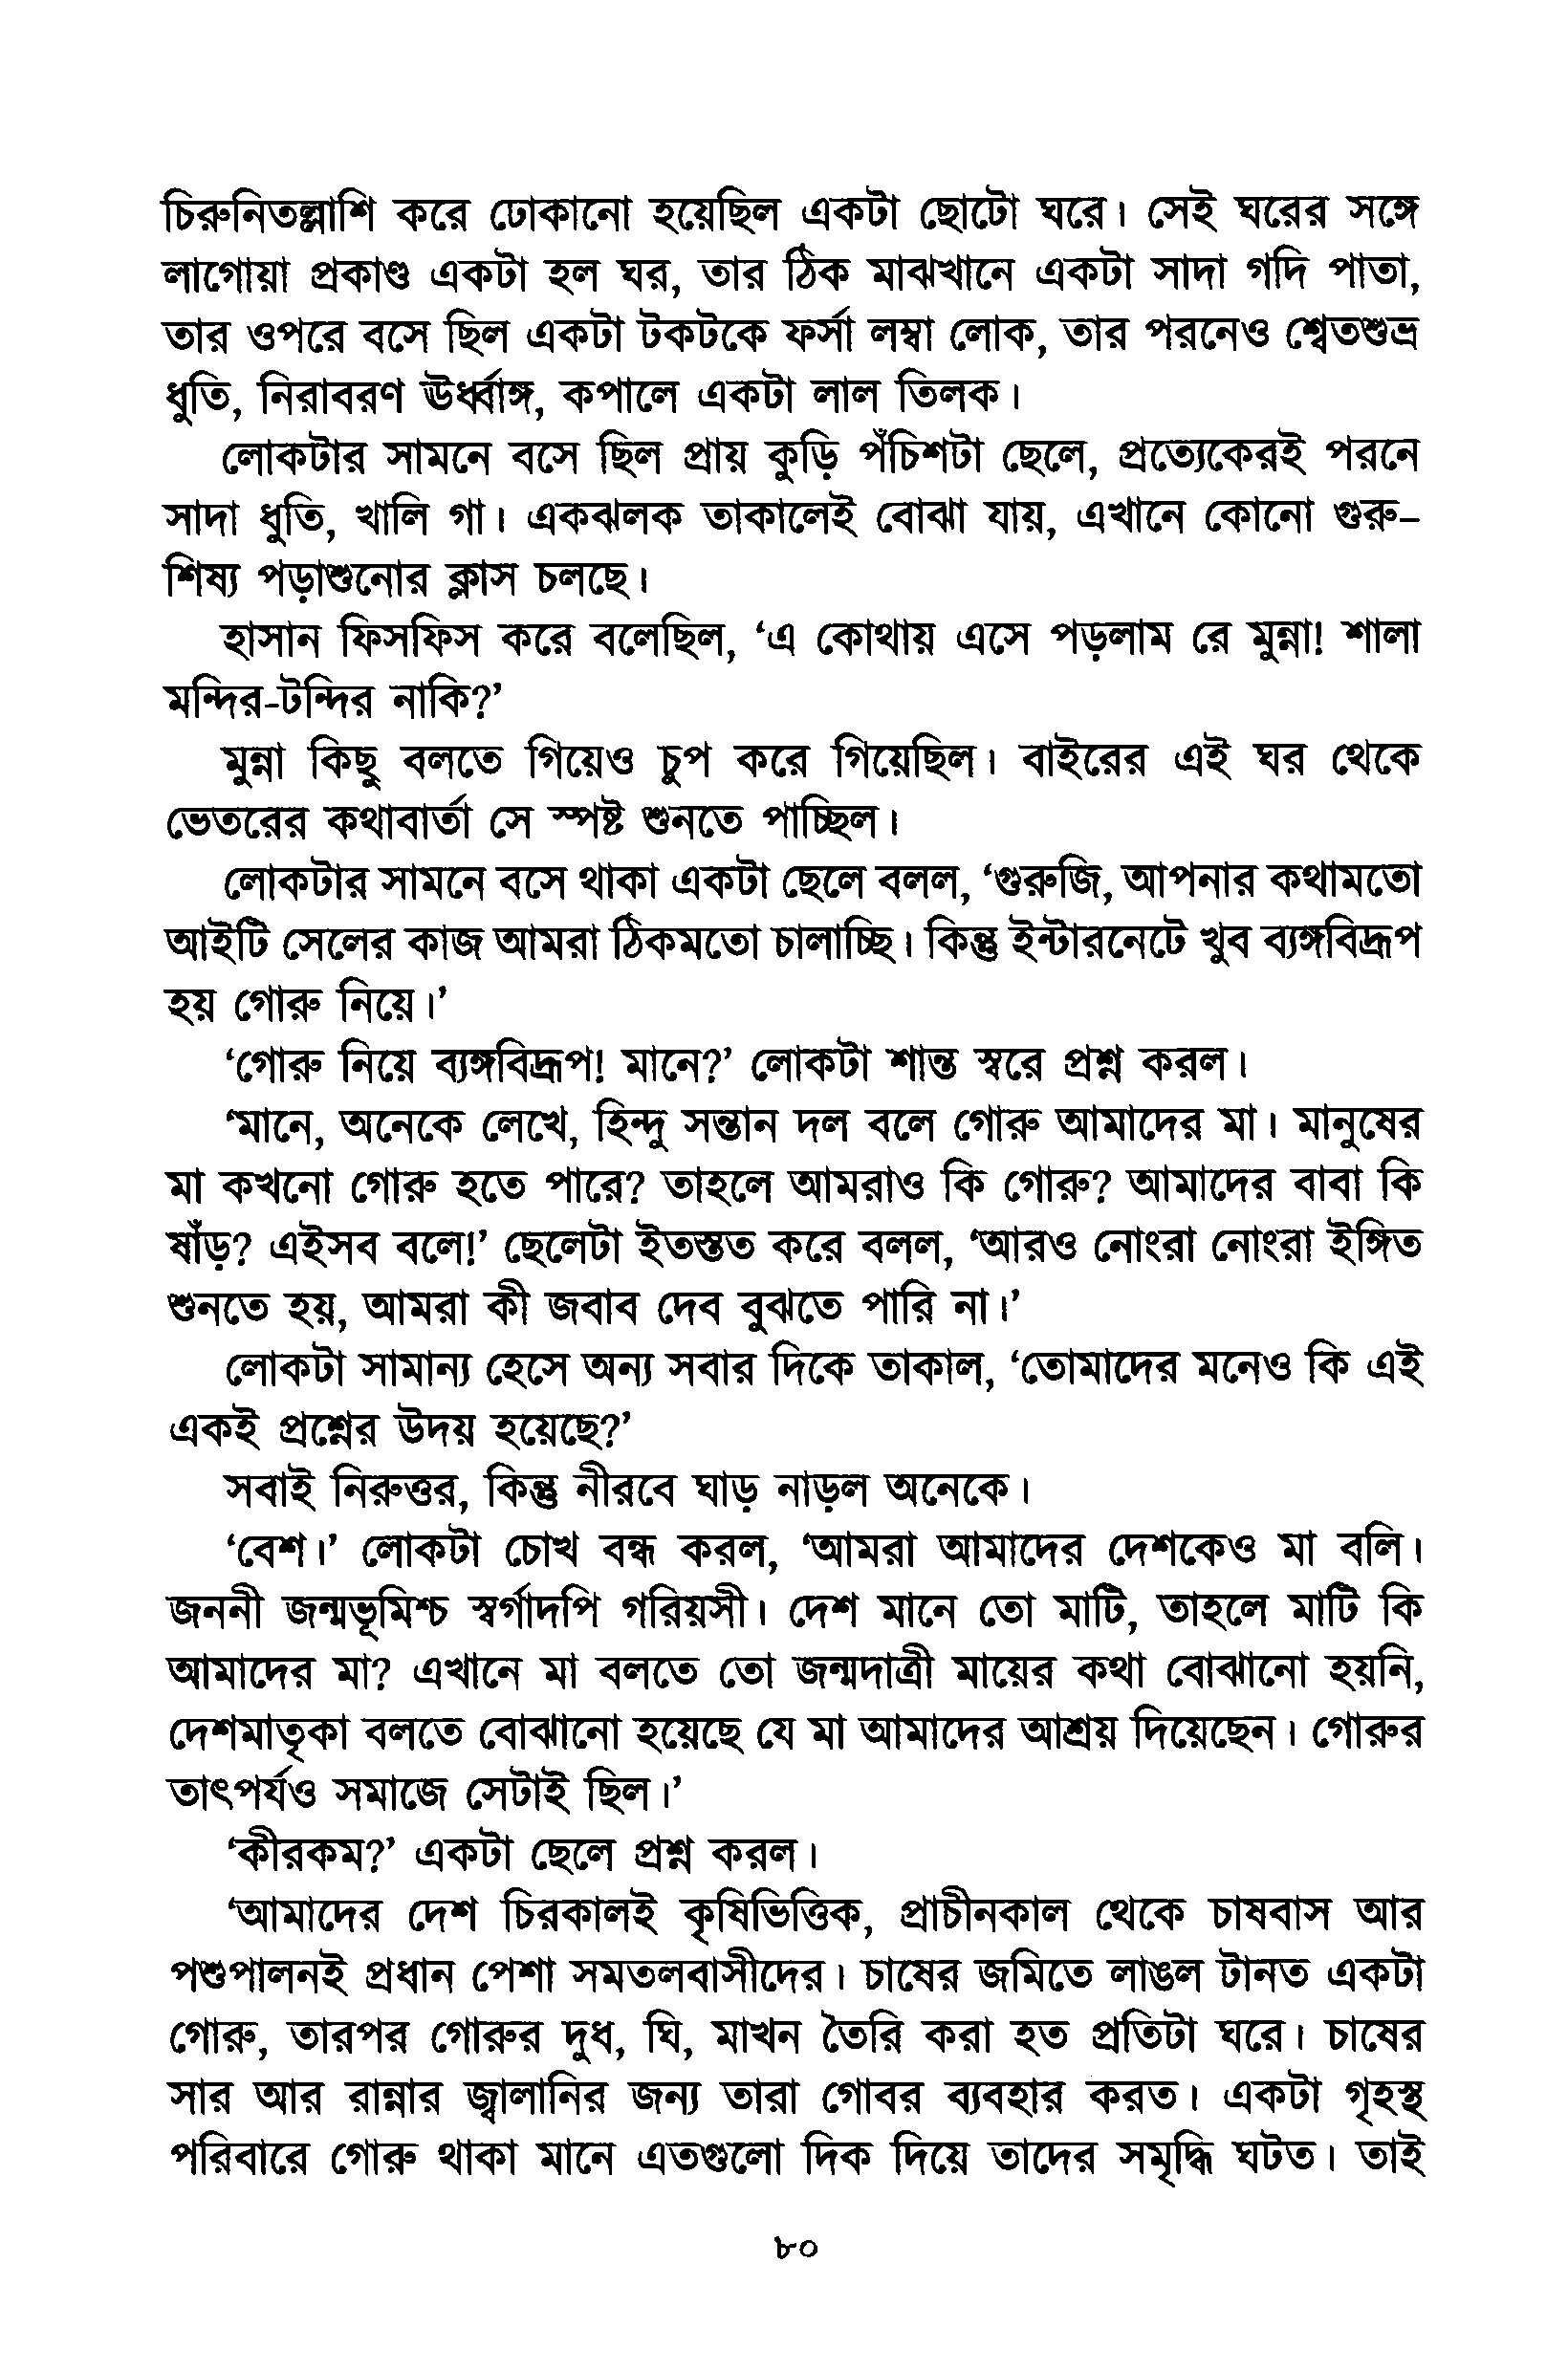 চিরুনিতল্লাশি করে ঢোকানো হয়েছিল একটা ছোটো ঘরে। সেই ঘরের সঙ্গে
লাগোয়া প্রকাণ্ড একটা হল ঘর, তার ঠিক মাঝখানে একটা সাদা গদি পাতা,
তার ওপরে বসে ছিল একটা টকটকে ফর্সা লম্বা লোক, তার পরনেও শ্বেতশুভ্র
ধুতি, নিরাবরণ ঊর্ধ্বাঙ্গ, কপালে একটা লাল তিলক।
লোকটার সামনে বসে ছিল প্রায় কুড়ি পঁচিশটা ছেলে, প্রত্যেকেরই পরনে
সাদা ধুতি, খালি গা। একঝলক তাকালেই বোঝা যায়, এখানে কোনো গুরু–
শিষ্য পড়াশুনোর ক্লাস চলছে।
হাসান ফিসফিস করে বলেছিল, ‘এ কোথায় এসে পড়লাম রে মুন্না! শালা
মন্দির-টন্দির নাকি?’
মুন্না কিছু বলতে গিয়েও চুপ করে গিয়েছিল। বাইরের এই ঘর থেকে
ভেতরের কথাবার্তা সে স্পষ্ট শুনতে পাচ্ছিল।
লোকটার সামনে বসে থাকা একটা ছেলে বলল, ‘গুরুজি, আপনার কথামতো
আইটি সেলের কাজ আমরা ঠিকমতো চালাচ্ছি। কিন্তু ইন্টারনেটে খুব ব্যঙ্গবিদ্রূপ
হয় গোরু নিয়ে।’
‘গোরু নিয়ে ব্যঙ্গবিদ্রূপ! মানে?’ লোকটা শান্ত স্বরে প্রশ্ন করল।
‘মানে, অনেকে লেখে, হিন্দু সন্তান দল বলে গোরু আমাদের মা। মানুষের
মা কখনো গোরু হতে পারে? তাহলে আমরাও কি গোরু? আমাদের বাবা কি
ষাঁড়? এইসব বলে!’ ছেলেটা ইতস্তত করে বলল, ‘আরও নোংরা নোংরা ইঙ্গিত
শুনতে হয়, আমরা কী জবাব দেব বুঝতে পারি না।’
লোকটা সামান্য হেসে অন্য সবার দিকে তাকাল, ‘তোমাদের মনেও কি এই
একই প্রশ্নের উদয় হয়েছে?’
সবাই নিরুত্তর, কিন্তু নীরবে ঘাড় নাড়ল অনেকে।
‘বেশ।’ লোকটা চোখ বন্ধ করল, ‘আমরা আমাদের দেশকেও মা বলি।
জননী জন্মভূমিশ্চ স্বর্গাদপি গরিয়সী। দেশ মানে তো মাটি, তাহলে মাটি কি
আমাদের মা? এখানে মা বলতে তো জন্মদাত্রী মায়ের কথা বোঝানো হয়নি,
দেশমাতৃকা বলতে বোঝানো হয়েছে যে মা আমাদের আশ্রয় দিয়েছেন। গোরুর
তাৎপর্যও সমাজে সেটাই ছিল।’
‘কীরকম?’ একটা ছেলে প্রশ্ন করল।
‘আমাদের দেশ চিরকালই কৃষিভিত্তিক, প্রাচীনকাল থেকে চাষবাস আর
পশুপালনই প্রধান পেশা সমতলবাসীদের। চাষের জমিতে লাঙল টানত একটা
গোরু, তারপর গোরুর দুধ, ঘি, মাখন তৈরি করা হত প্রতিটা ঘরে। চাষের
সার আর রান্নার জ্বালানির জন্য তারা গোবর ব্যবহার করত। একটা গৃহস্থ
পরিবারে গোরু থাকা মানে এতগুলো দিক দিয়ে তাদের সমৃদ্ধি ঘটত। তাই
৮০